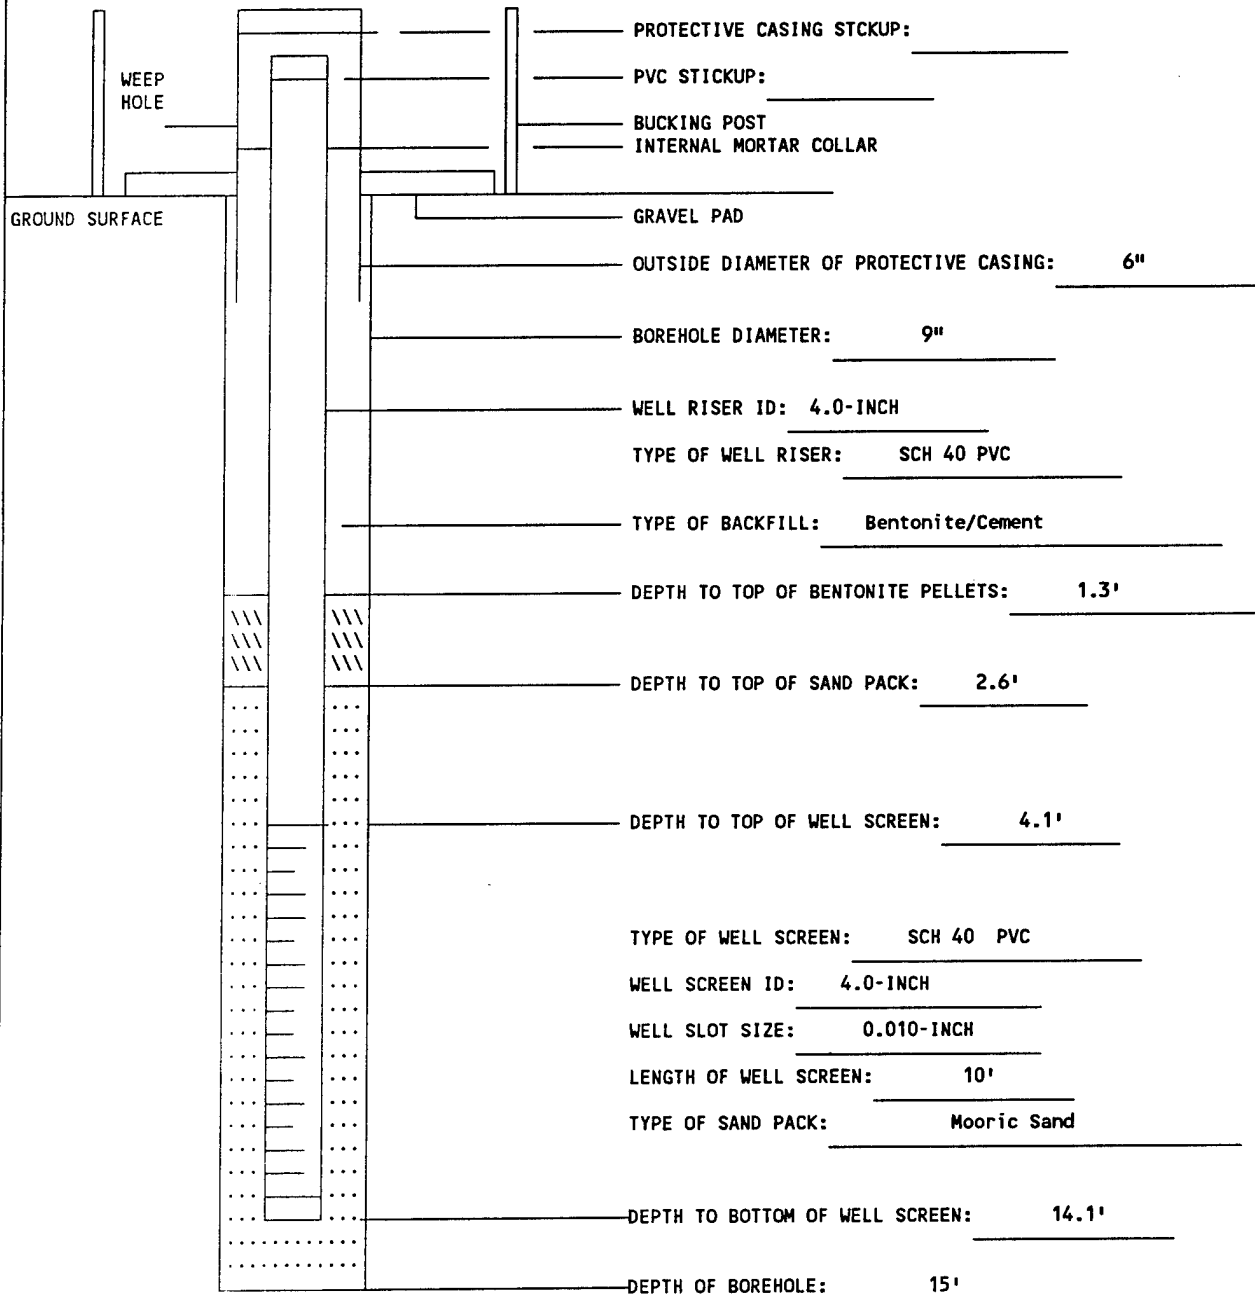 PROTECTIVE CASING STCKUP:
WEEP
HOLE
PVC STICKUP:
BUCKING POST
INTERNAL MORTAR COLLAR
GROUND SURFACE
GRAVEL PAD
OUTSIDE DIAMETER OF PROTECTIVE CASING: 6"
BOREHOLE DIAMETER: 9"
WELL RISER ID: 4.0-INCH
TYPE OF WELL RISER: SCH 40 PVC
TYPE OF BACKFILL: Bentonite/Cement
DEPTH TO TOP OF BENTONITE PELLETS: 1.3'
DEPTH TO TOP OF SAND PACK: 2.6'
DEPTH TO TOP OF WELL SCREEN: 4.1'
TYPE OF WELL SCREEN: SCH 40 PVC
WELL SCREEN ID: 4.0-INCH
WELL SLOT SIZE: 0.010-INCH
LENGTH OF WELL SCREEN: 10'
TYPE OF SAND PACK: Mooric Sand
DEPTH TO BOTTOM OF WELL SCREEN: 14.1'
DEPTH OF BOREHOLE: 15'